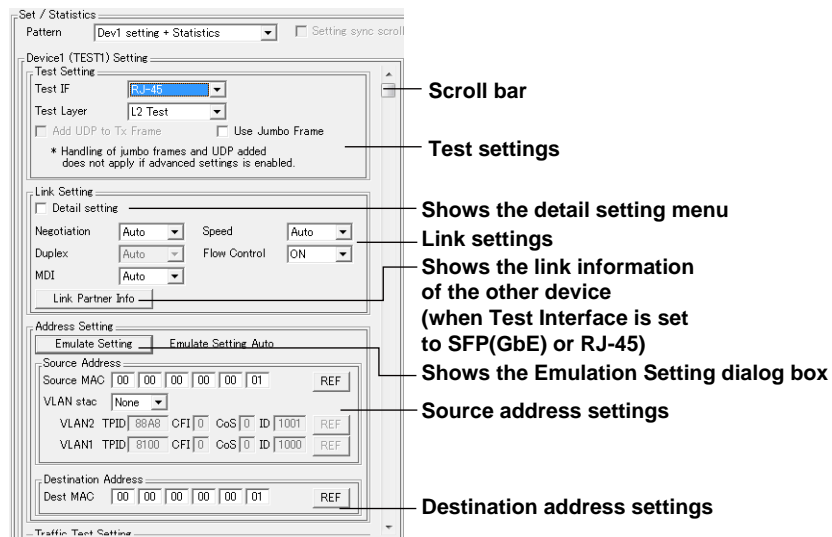 Set / Statistics
Pattern Dev1 setting + Statistics Setting sync scroll
Device1 (TEST1) Setting
Test Setting
Test IF RJ-45
Test Layer L2 Test
Add UDP to Tx Frame Use Jumbo Frame
* Handling of jumbo frames and UDP added
does not apply if advanced settings is enabled.
Link Setting
Detail setting
Negotiation Auto Speed Auto
Duplex Auto Flow Control ON
MDI Auto
Link Partner Info
Address Setting
Emulate Setting Emulate Setting Auto
Source Address
Source MAC 00 00 00 00 00 01 REF
VLAN stac None
VLAN2 TPID 88A8 CFI 0 CoS 0 ID 1001 REF
VLAN1 TPID 8100 CFI 0 CoS 0 ID 1000 REF
Destination Address
Dest MAC 00 00 00 00 00 01 REF
Traffic Test Setting
Scroll bar
Test settings
Shows the detail setting menu
Link settings
Shows the link information
of the other device
(when Test Interface is set
to SFP(GbE) or RJ-45)
Shows the Emulation Setting dialog box
Source address settings
Destination address settings